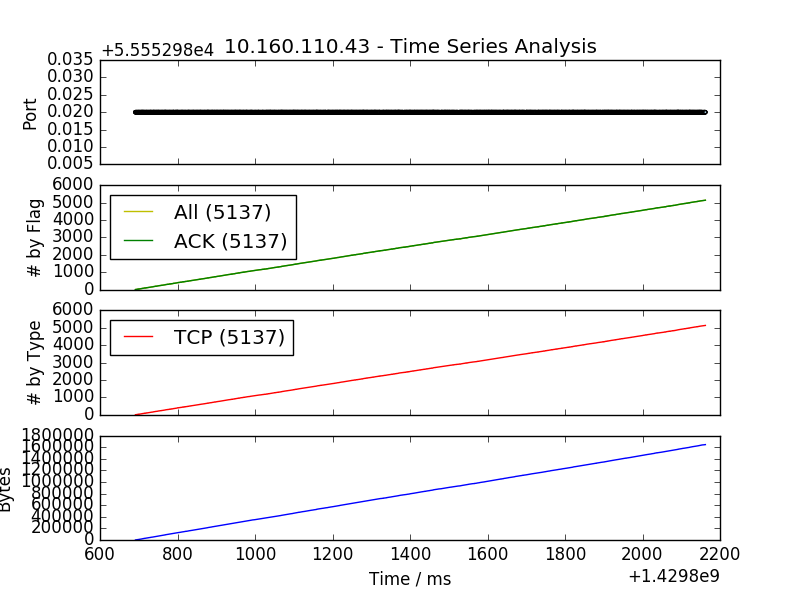 +5.555298e4 10.160.110.43 - Time Series Analysis
0.035
0.030
0.025
0.020
0.015
0.010
0.005
Port
6000
5000
4000
3000
2000
1000
0
# by Flag
All (5137)
ACK (5137)
6000
5000
4000
3000
2000
1000
0
# by Type
TCP (5137)
1800000
1600000
1400000
1200000
1000000
800000
600000
400000
200000
0
Bytes
600 800 1000 1200 1400 1600 1800 2000 2200
Time / ms
+1.4298e9